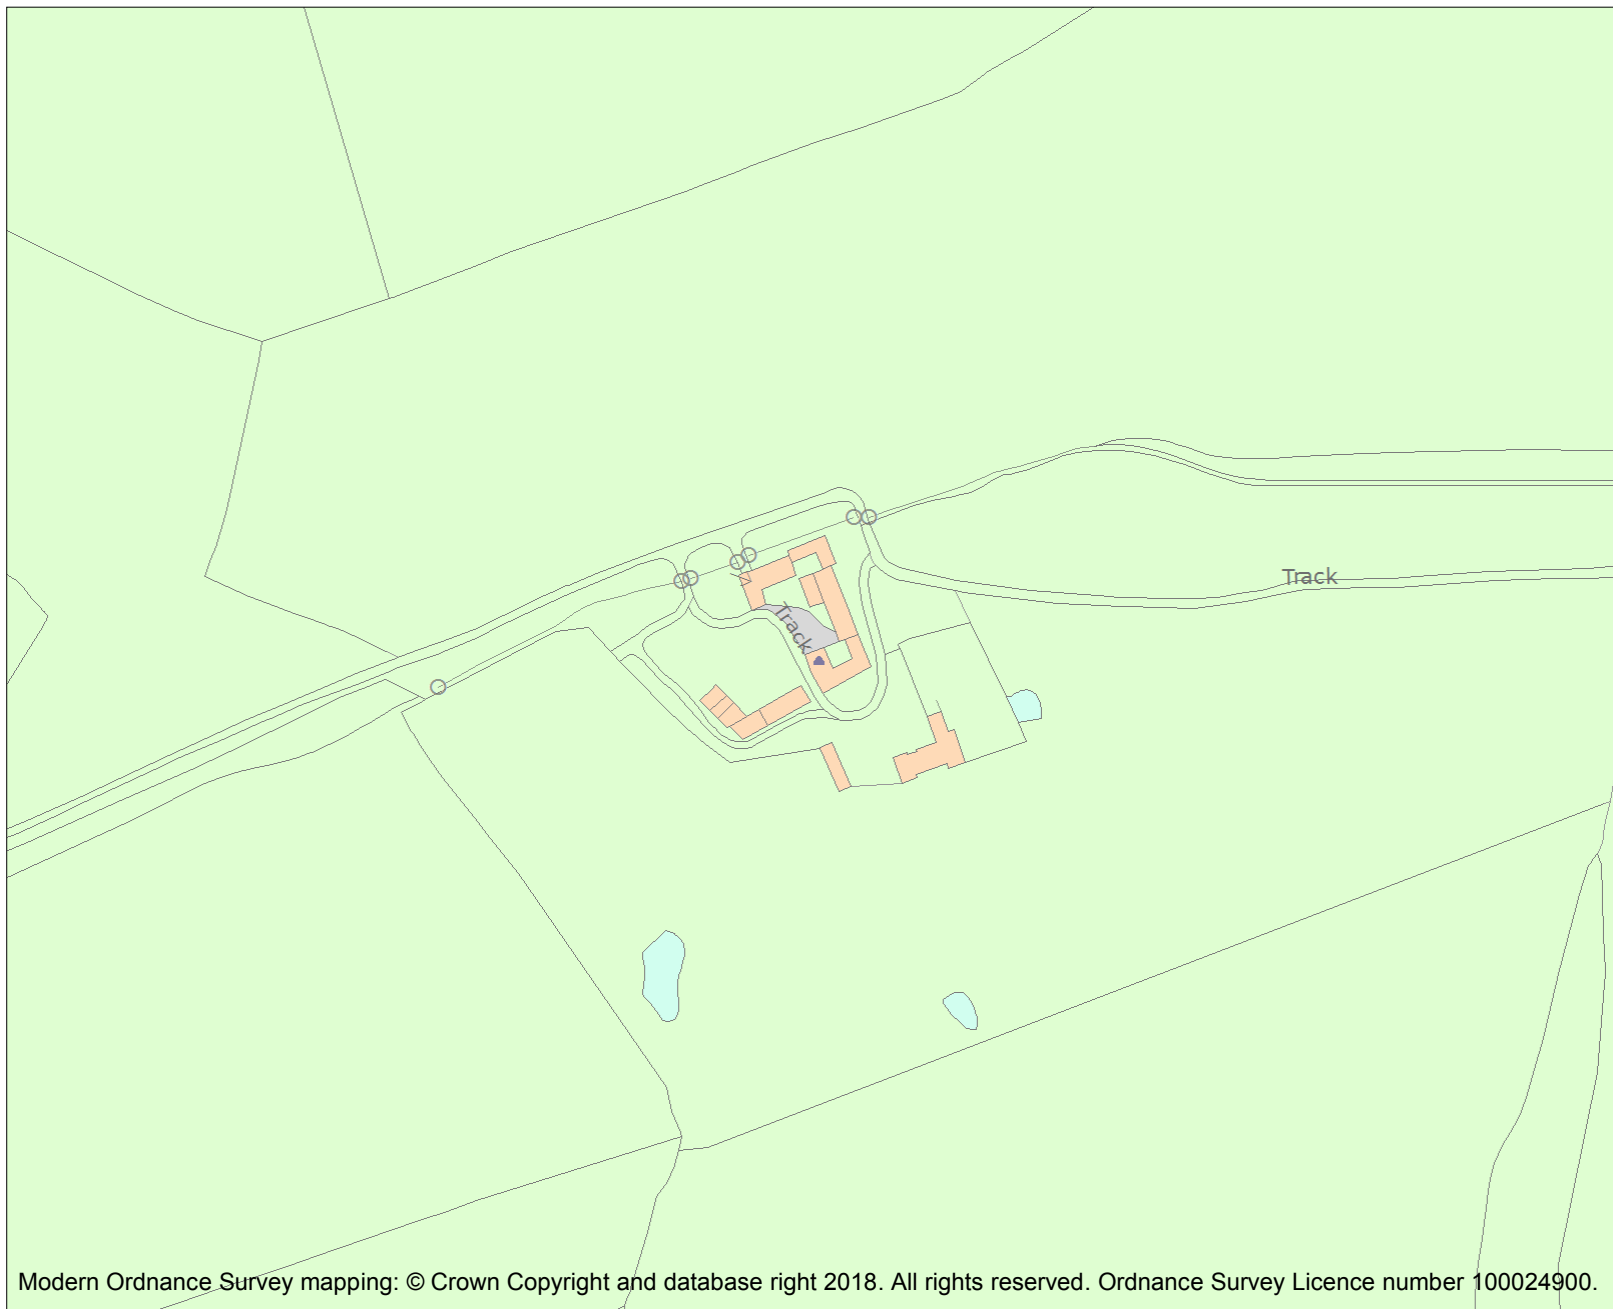 Track
Track
Modern Ordnance Survey mapping: © Crown Copyright and database right 2018. All rights reserved. Ordnance Survey Licence number 100024900.